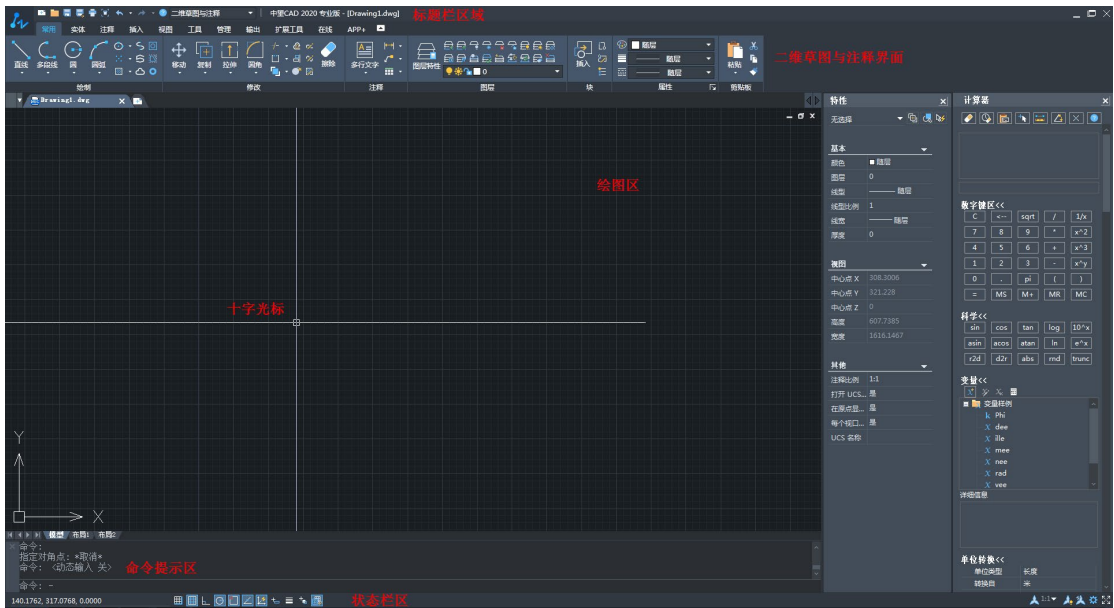 二维草图与注释 中望CAD 2020 专业版 - [Drawing1.dwg] 标题栏区域
常用 实体 注释 插入 视图 工具 管理 输出 扩展工具 在线 APP+
直线 多段线 圆 圆弧 移动 复制 拉伸 圆角 擦除 多行文字 图层特性 0 插入 随层 随层 随层 粘贴
二维草图与注释界面
绘制 修改 注释 图层 块 属性 剪贴板
Drawing1.dwg
绘图区
十字光标
Y
X
模型 布局1 布局2
命令:
指定对角点: *取消*
命令: <动态输入 关>
命令提示区
命令: -
140.1762, 317.0768, 0.0000
状态栏区
1:1
特性
无选择
基本
颜色 随层
图层 0
线型 随层
线型比例 1
线宽 随层
厚度 0
视图
中心点 X 308.3006
中心点 Y 321.228
中心点 Z 0
高度 607.7385
宽度 1616.1467
其他
注释比例 1:1
打开 UCS... 是
在原点显... 是
每个视口... 是
UCS 名称
计算器
数字键区<<
C <-- sqrt / 1/x
7 8 9 * x^2
4 5 6 + x^3
1 2 3 - x^y
0 . pi ( )
= MS M+ MR MC
科学<<
sin cos tan log 10^x
asin acos atan ln e^x
r2d d2r abs rnd trunc
变量<<
变量样例
k Phi
X dee
X ille
X mee
X nee
X rad
X vee
详细信息
单位转换<<
单位类型 长度
转换自 米